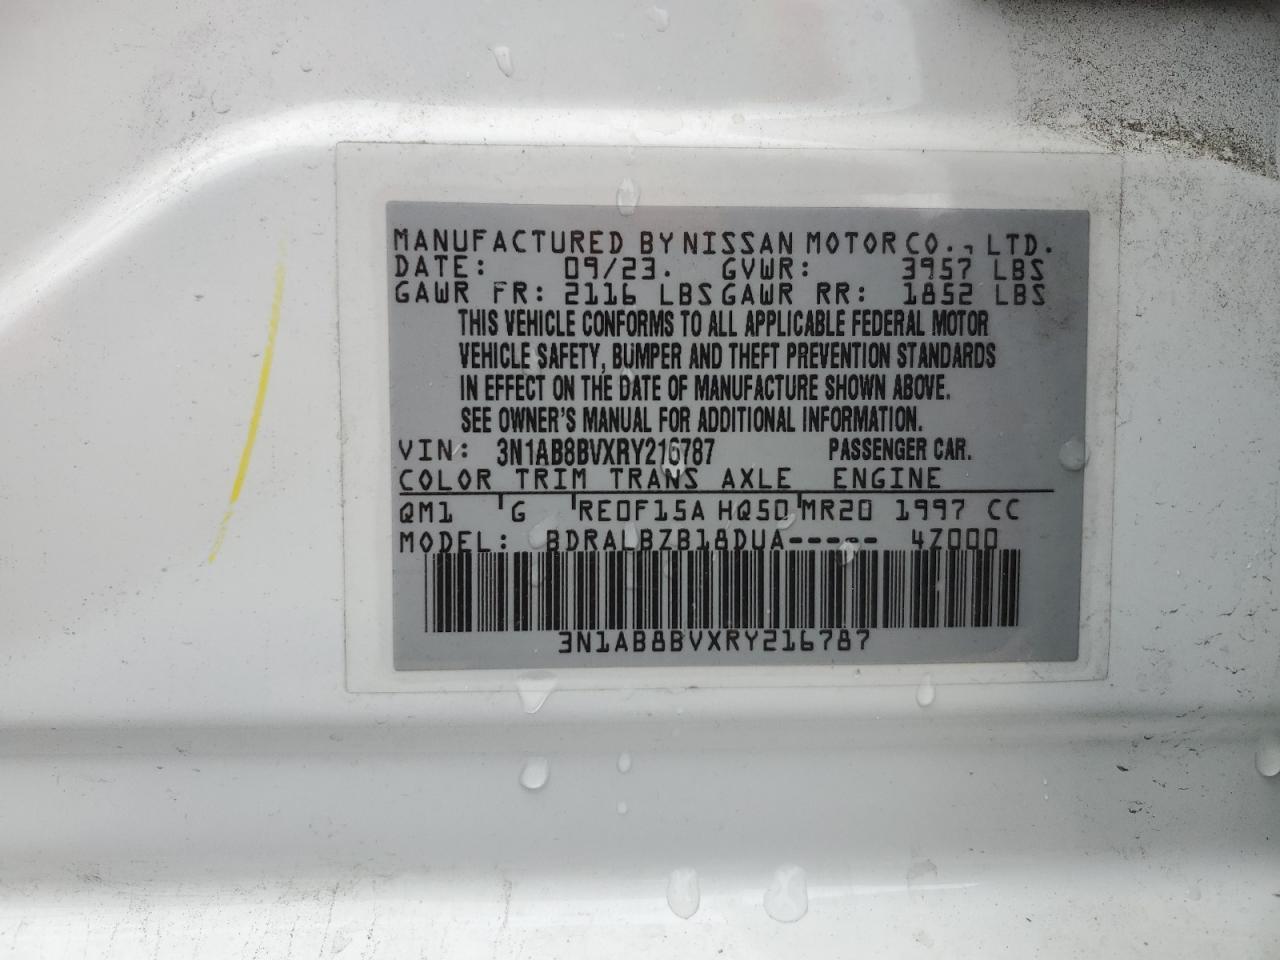 MANUFACTURED BY NISSAN MOTOR CO., LTD.
DATE: 09/23. GVWR: 3957 LBS
GAWR FR: 2116 LBS GAWR RR: 1852 LBS
THIS VEHICLE CONFORMS TO ALL APPLICABLE FEDERAL MOTOR
VEHICLE SAFETY, BUMPER AND THEFT PREVENTION STANDARDS
IN EFFECT ON THE DATE OF MANUFACTURE SHOWN ABOVE.
SEE OWNER'S MANUAL FOR ADDITIONAL INFORMATION.
VIN: 3N1AB8BVXRY216787 PASSENGER CAR.
COLOR TRIM TRANS AXLE ENGINE
QM1 G RE0F15A HQ50 MR20 1997 CC
MODEL: BDRALBZB18DUA----- 4Z000
3N1AB8BVXRY216787